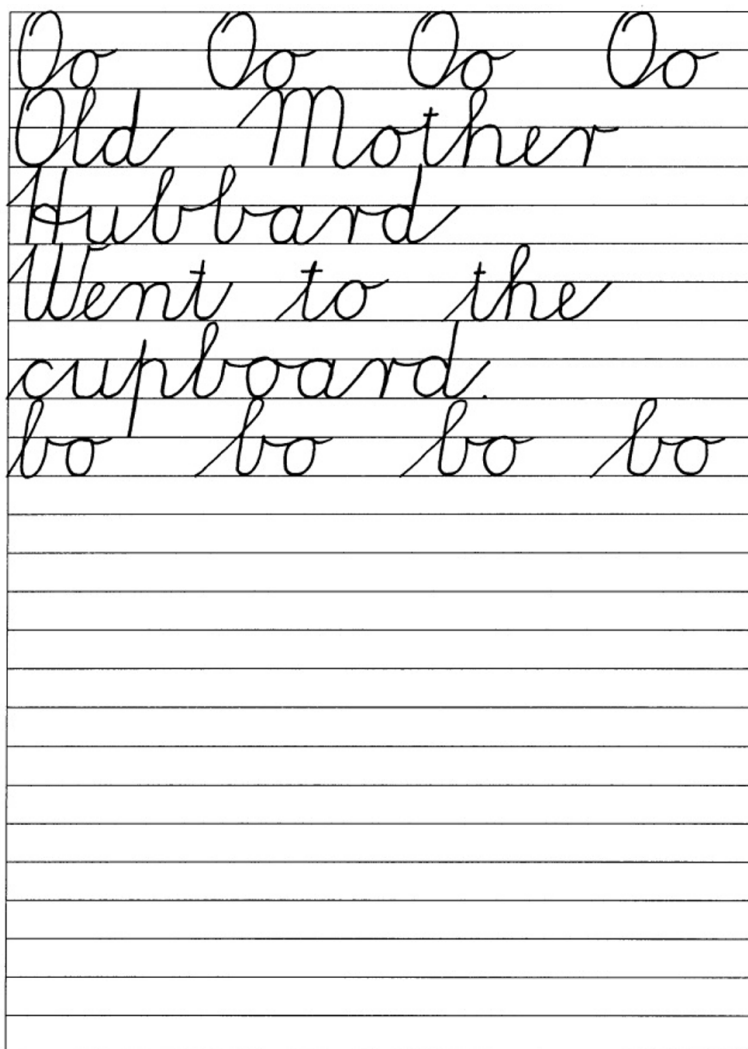 Oo Oo Oo Oo
Old Mother
Hubbard
Went to the
cupboard.
bo bo bo bo